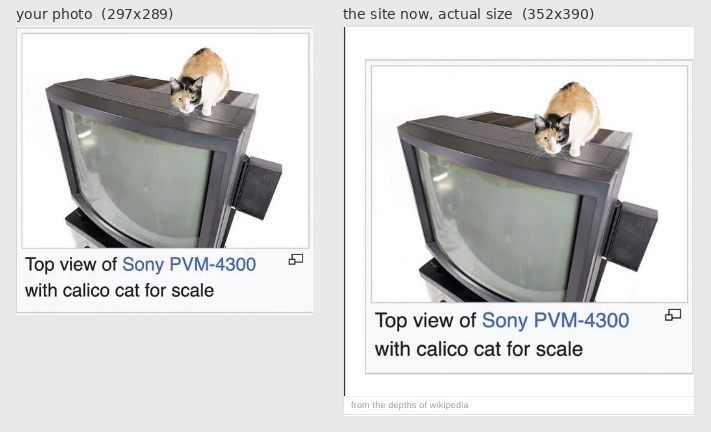 your photo (297x289)
Top view of Sony PVM-4300
with calico cat for scale
the site now, actual size (352x390)
Top view of Sony PVM-4300
with calico cat for scale
from the depths of wikipedia